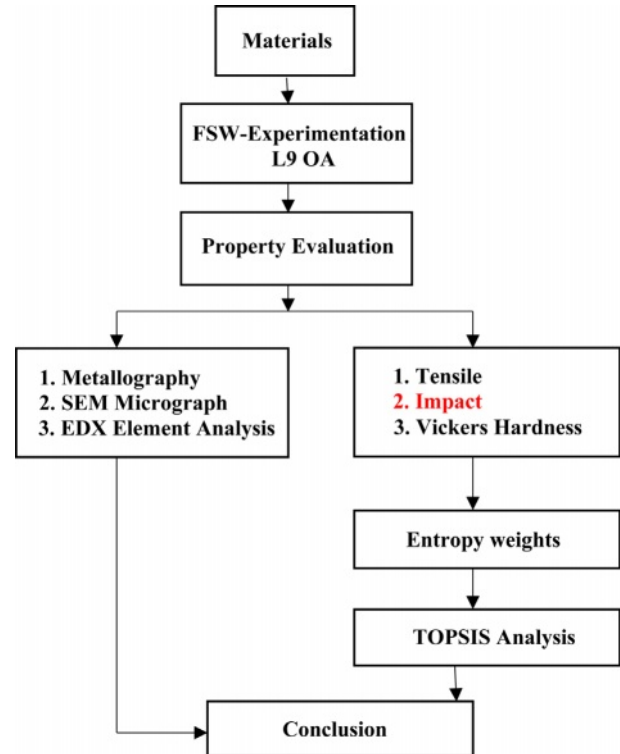 Materials
FSW-Experimentation
L9 OA
Property Evaluation
1. Metallography
2. SEM Micrograph
3. EDX Element Analysis
1. Tensile
2. Impact
3. Vickers Hardness
Entropy weights
TOPSIS Analysis
Conclusion